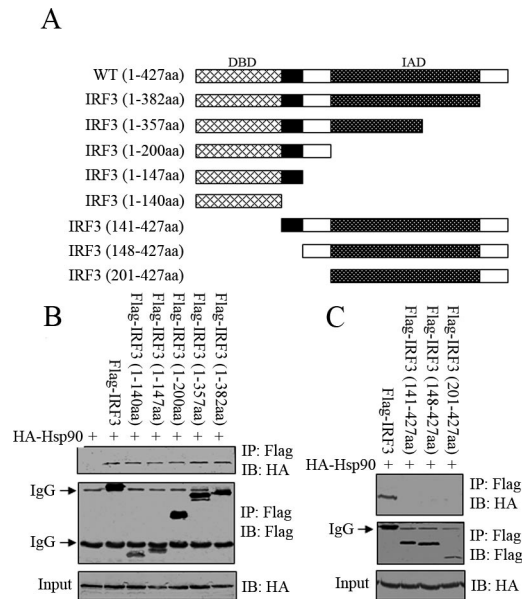 A
DBD IAD
WT (1-427aa)
IRF3 (1-382aa)
IRF3 (1-357aa)
IRF3 (1-200aa)
IRF3 (1-147aa)
IRF3 (1-140aa)
IRF3 (141-427aa)
IRF3 (148-427aa)
IRF3 (201-427aa)
B
Flag-IRF3
Flag-IRF3 (1-140aa)
Flag-IRF3 (1-147aa)
Flag-IRF3 (1-200aa)
Flag-IRF3 (1-357aa)
Flag-IRF3 (1-382aa)
HA-Hsp90 + + + + + + +
IP: Flag
IB: HA
IgG
IP: Flag
IB: Flag
IgG
Input
IB: HA
C
Flag-IRF3
Flag-IRF3 (141-427aa)
Flag-IRF3 (148-427aa)
Flag-IRF3 (201-427aa)
HA-Hsp90 + + + +
IP: Flag
IB: HA
IgG
IP: Flag
IB: Flag
Input
IB: HA